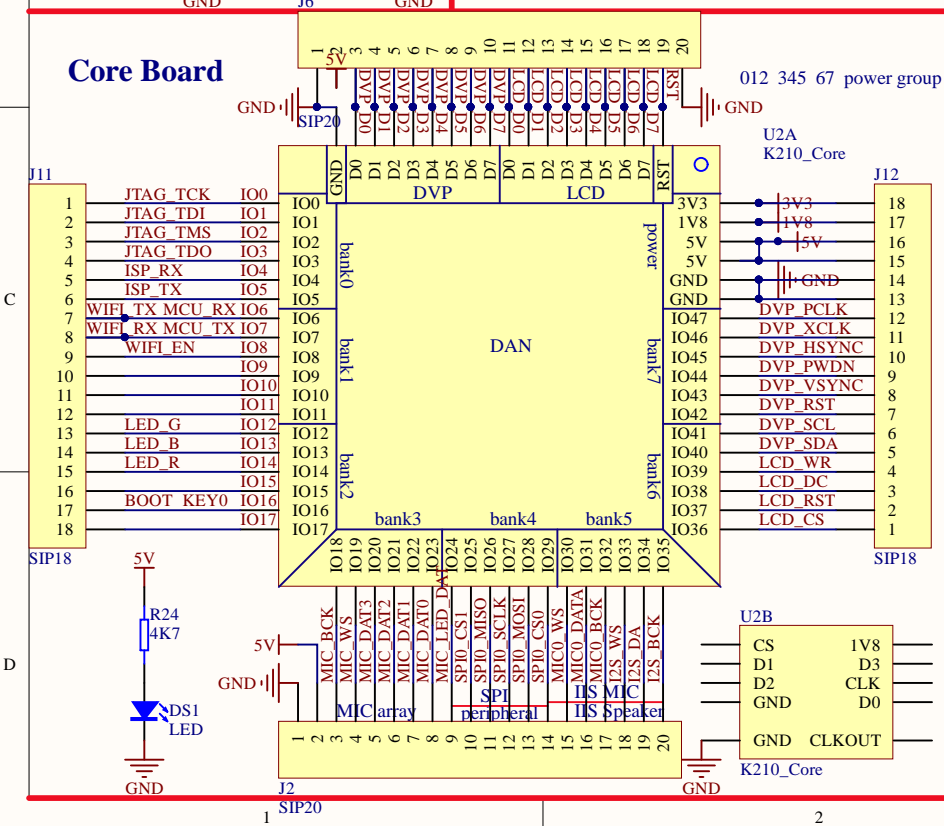 GND
J6
GND
1 2 3 4 5 6 7 8 9 10 11 12 13 14 15 16 17 18 19 20
Core Board
5V
012 345 67 power group
DVP_D0
DVP_D1
DVP_D2
DVP_D3
DVP_D4
DVP_D5
DVP_D6
DVP_D7
LCD_D0
LCD_D1
LCD_D2
LCD_D3
LCD_D4
LCD_D5
LCD_D6
LCD_D7
RST
GND
SIP20
GND
U2A
K210_Core
GND D0 D1 D2 D3 D4 D5 D6 D7 D0 D1 D2 D3 D4 D5 D6 D7 RST
DVP LCD
J11
J12
1 JTAG_TCK IO0 IO0
2 JTAG_TDI IO1 IO1
3 JTAG_TMS IO2 IO2
4 JTAG_TDO IO3 IO3
5 ISP_RX IO4 IO4
6 ISP_TX IO5 IO5
7 WIFI_TX MCU_RX IO6 IO6
8 WIFI_RX MCU_TX IO7 IO7
9 WIFI_EN IO8 IO8
10 IO9 IO9
11 IO10 IO10
12 IO11 IO11
13 LED_G IO12 IO12
14 LED_B IO13 IO13
15 LED_R IO14 IO14
16 IO15 IO15
17 BOOT_KEY0 IO16 IO16
18 IO17 IO17
SIP18
bank0
bank1
bank2
DAN
power
bank7
bank6
bank3 bank4 bank5
3V3 3V3 18
1V8 1V8 17
5V 5V 16
5V 15
GND GND 14
GND 13
IO47 DVP_PCLK 12
IO46 DVP_XCLK 11
IO45 DVP_HSYNC 10
IO44 DVP_PWDN 9
IO43 DVP_VSYNC 8
IO42 DVP_RST 7
IO41 DVP_SCL 6
IO40 DVP_SDA 5
IO39 LCD_WR 4
IO38 LCD_DC 3
IO37 LCD_RST 2
IO36 LCD_CS 1
SIP18
C
IO18 IO19 IO20 IO21 IO22 IO23 IO24 IO25 IO26 IO27 IO28 IO29 IO30 IO31 IO32 IO33 IO34 IO35
MIC_BCK
MIC_WS
MIC_DAT3
MIC_DAT2
MIC_DAT1
MIC_DAT0
MIC_LED_DAT
SPI0_CS1
SPI0_MISO
SPI0_SCLK
SPI0_MOSI
SPI0_CS0
MIC0_WS
MIC0_DATA
MIC0_BCK
I2S_WS
I2S_DA
I2S_BCK
5V
R24
4K7
DS1
LED
GND
D
5V
GND
MIC array
SPI
peripheral
IIS MIC
IIS Speaker
1 2 3 4 5 6 7 8 9 10 11 12 13 14 15 16 17 18 19 20
J2
SIP20
U2B
CS 1V8
D1 D3
D2 CLK
GND D0
GND CLKOUT
K210_Core
GND
1
2